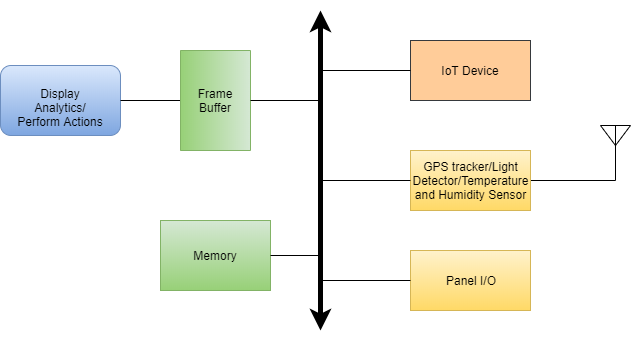 IoT Device
Display
Analytics/
Perform Actions
Frame
Buffer
GPS tracker/Light
Detector/Temperature
and Humidity Sensor
Memory
Panel I/O